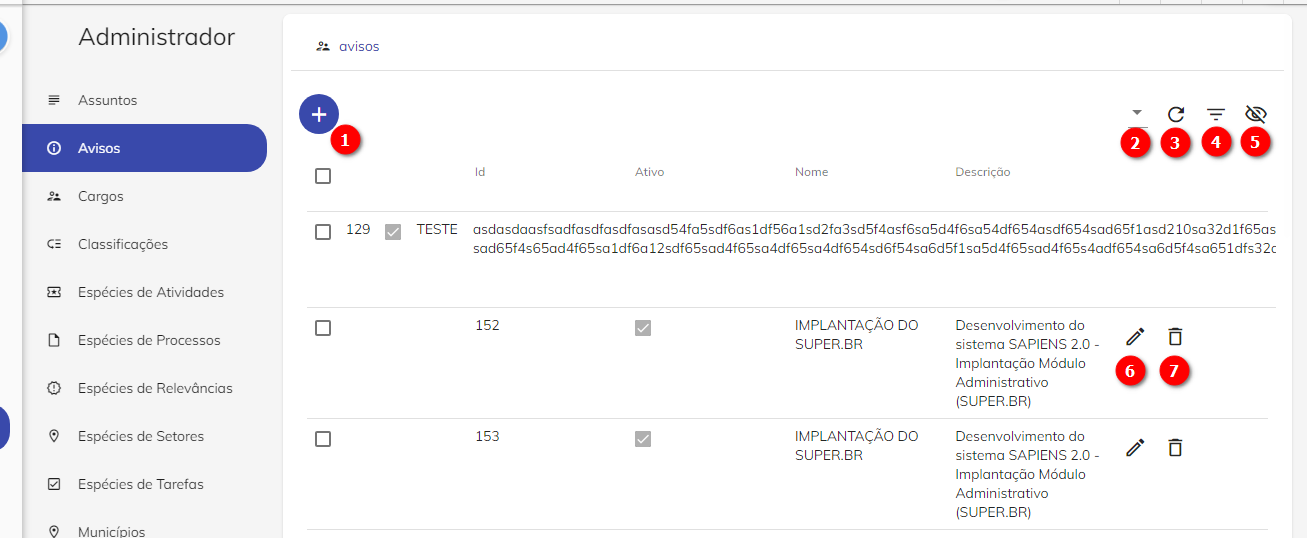 Administrador
Assuntos
Avisos
Cargos
Classificações
Espécies de Atividades
Espécies de Processos
Espécies de Relevâncias
Espécies de Setores
Espécies de Tarefas
Municípios
avisos
+
1
2
3
4
5
Id Ativo Nome Descrição
129 TESTE asdasdaasfsadfasdfasdfasasd54fa5sdf6as1df56a1sd2fa3sd5f4asf6sa5d4f6sa54df654asdf654sad65f1asd210sa32d1f65as
sad65f4s65ad4f65sa1df6a12sdf65sad4f65sa4df65sa4df654sd6f54sa6d5f1sa5d4f65sad4f65s4adf654sa6d5f4sa651dfs32c
152 IMPLANTAÇÃO DO Desenvolvimento do
SUPER.BR sistema SAPIENS 2.0 -
Implantação Módulo
Administrativo
(SUPER.BR)
6
7
153 IMPLANTAÇÃO DO Desenvolvimento do
SUPER.BR sistema SAPIENS 2.0 -
Implantação Módulo
Administrativo
(SUPER.BR)